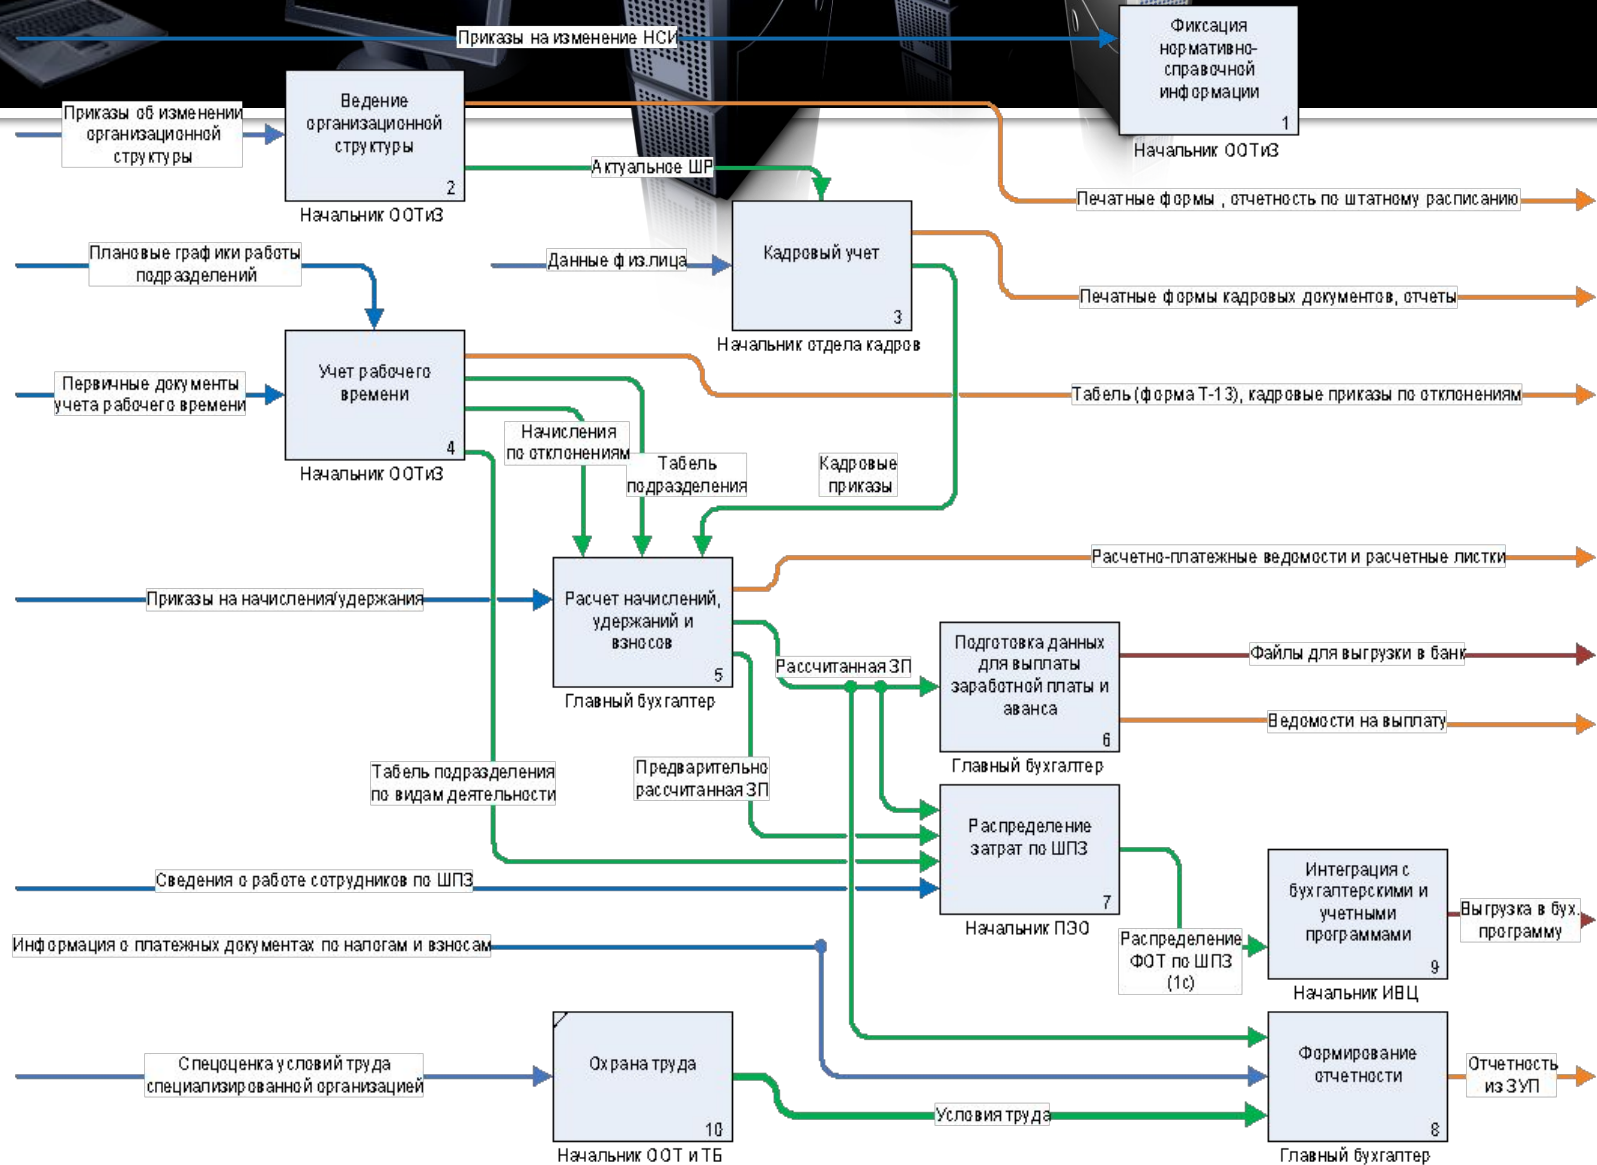 Приказы на изменение НСИ
Фиксация
нормативно-
справочной
информации
1
Начальник ООТиЗ
Приказы об изменении
организационной
структуры
Ведение
организационной
структуры
2
Начальник ООТиЗ
Актуальное ШР
Печатные формы , отчетность по штатному расписанию
Плановые графики работы
подразделений
Данные физ.лица
Кадровый учет
3
Начальник отдела кадров
Печатные формы кадровых документов, отчеты
Первичные документы
учета рабочего времени
Учет рабочего
времени
4
Начальник ООТиЗ
Табель (форма Т-13), кадровые приказы по отклонениям
Начисления
по отклонениям
Табель
подразделения
Кадровые
приказы
Расчетно-платежные ведомости и расчетные листки
Приказы на начисления/удержания
Расчет начислений,
удержаний и
взносов
5
Главный бухгалтер
Рассчитанная ЗП
Подготовка данных
для выплаты
заработной платы и
аванса
6
Главный бухгалтер
Файлы для выгрузки в банк
Ведомости на выплату
Табель подразделения
по видам деятельности
Предварительно
рассчитанная ЗП
Распределение
затрат по ШПЗ
7
Начальник ПЭО
Сведения о работе сотрудников по ШПЗ
Информация о платежных документах по налогам и взносам
Распределение
ФОТ по ШПЗ
(1с)
Интеграция с
бухгалтерскими и
учетными
программами
9
Начальник ИВЦ
Выгрузка в бух.
программу
Спецоценка условий труда
специализированной организацией
Охрана труда
10
Начальник ООТ и ТБ
Условия труда
Формирование
отчетности
8
Главный бухгалтер
Отчетность
из ЗУП